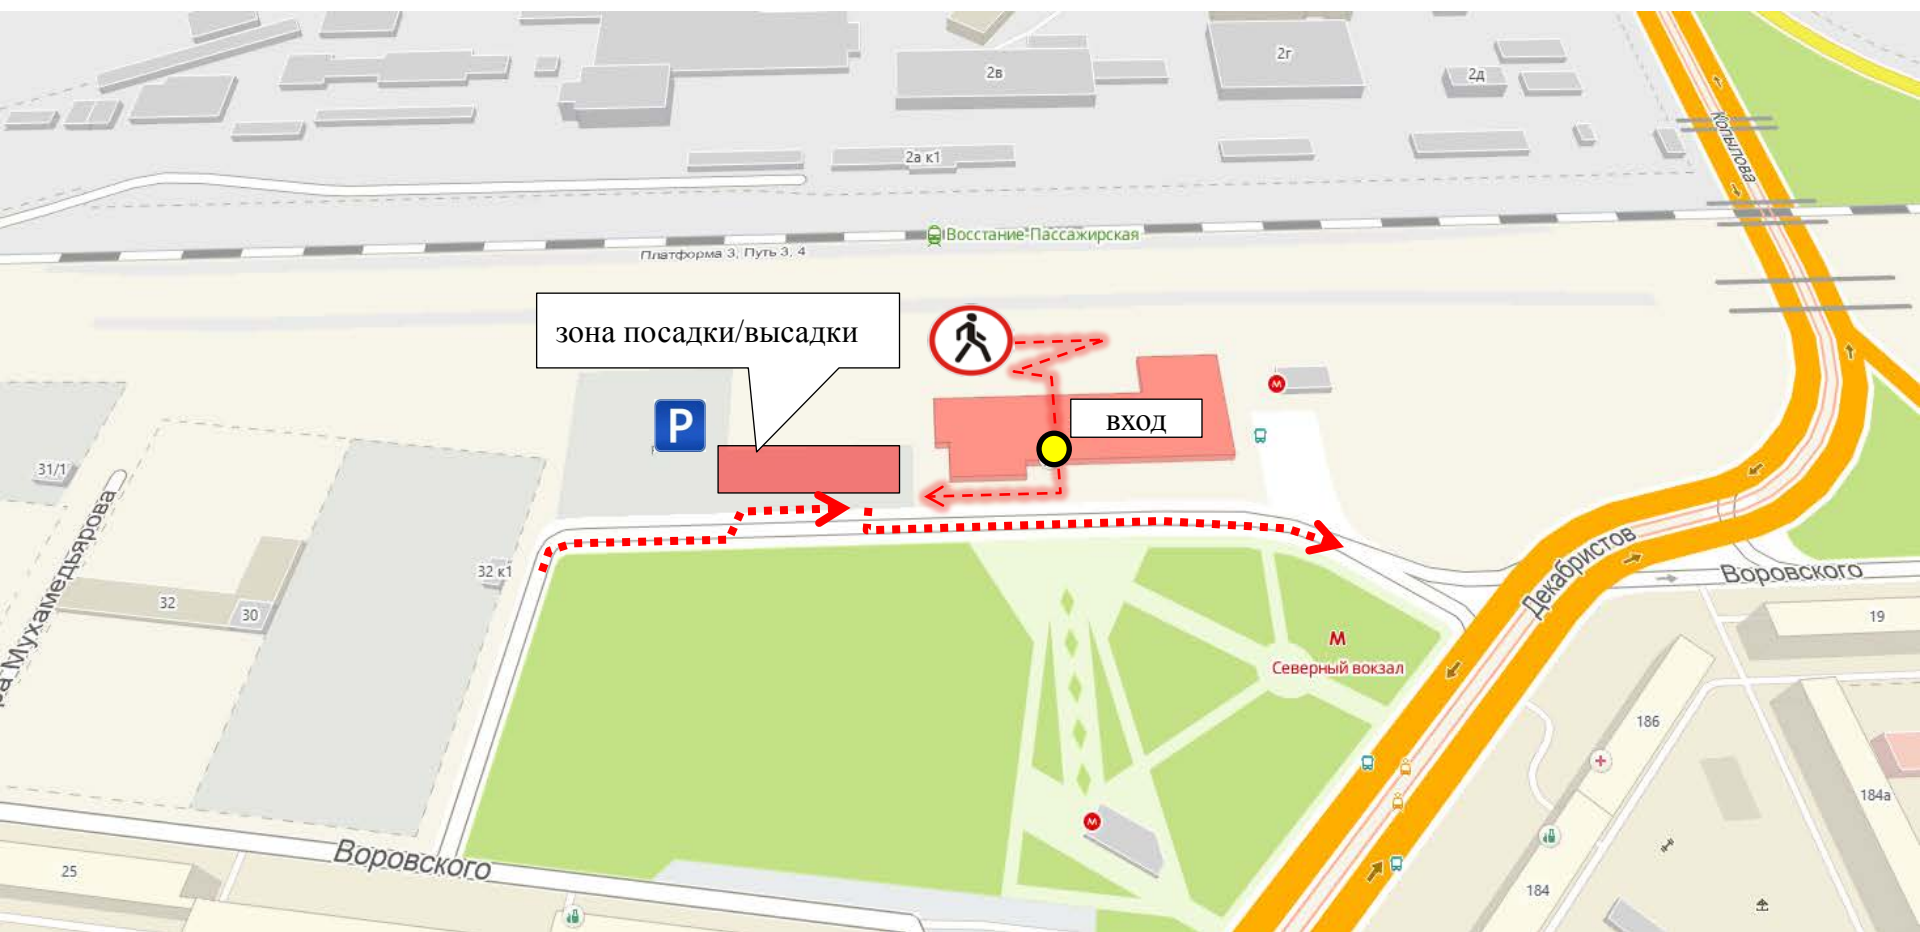 2в
2г
2д
2а к1
Копылова
Восстание-Пассажирская
Платформа 3, Путь 3, 4
зона посадки/высадки
P
М
вход
31/1
Мухамедьярова
32 к1
32
30
Декабристов
Воровского
19
М
Северный вокзал
186
184а
М
Воровского
25
184